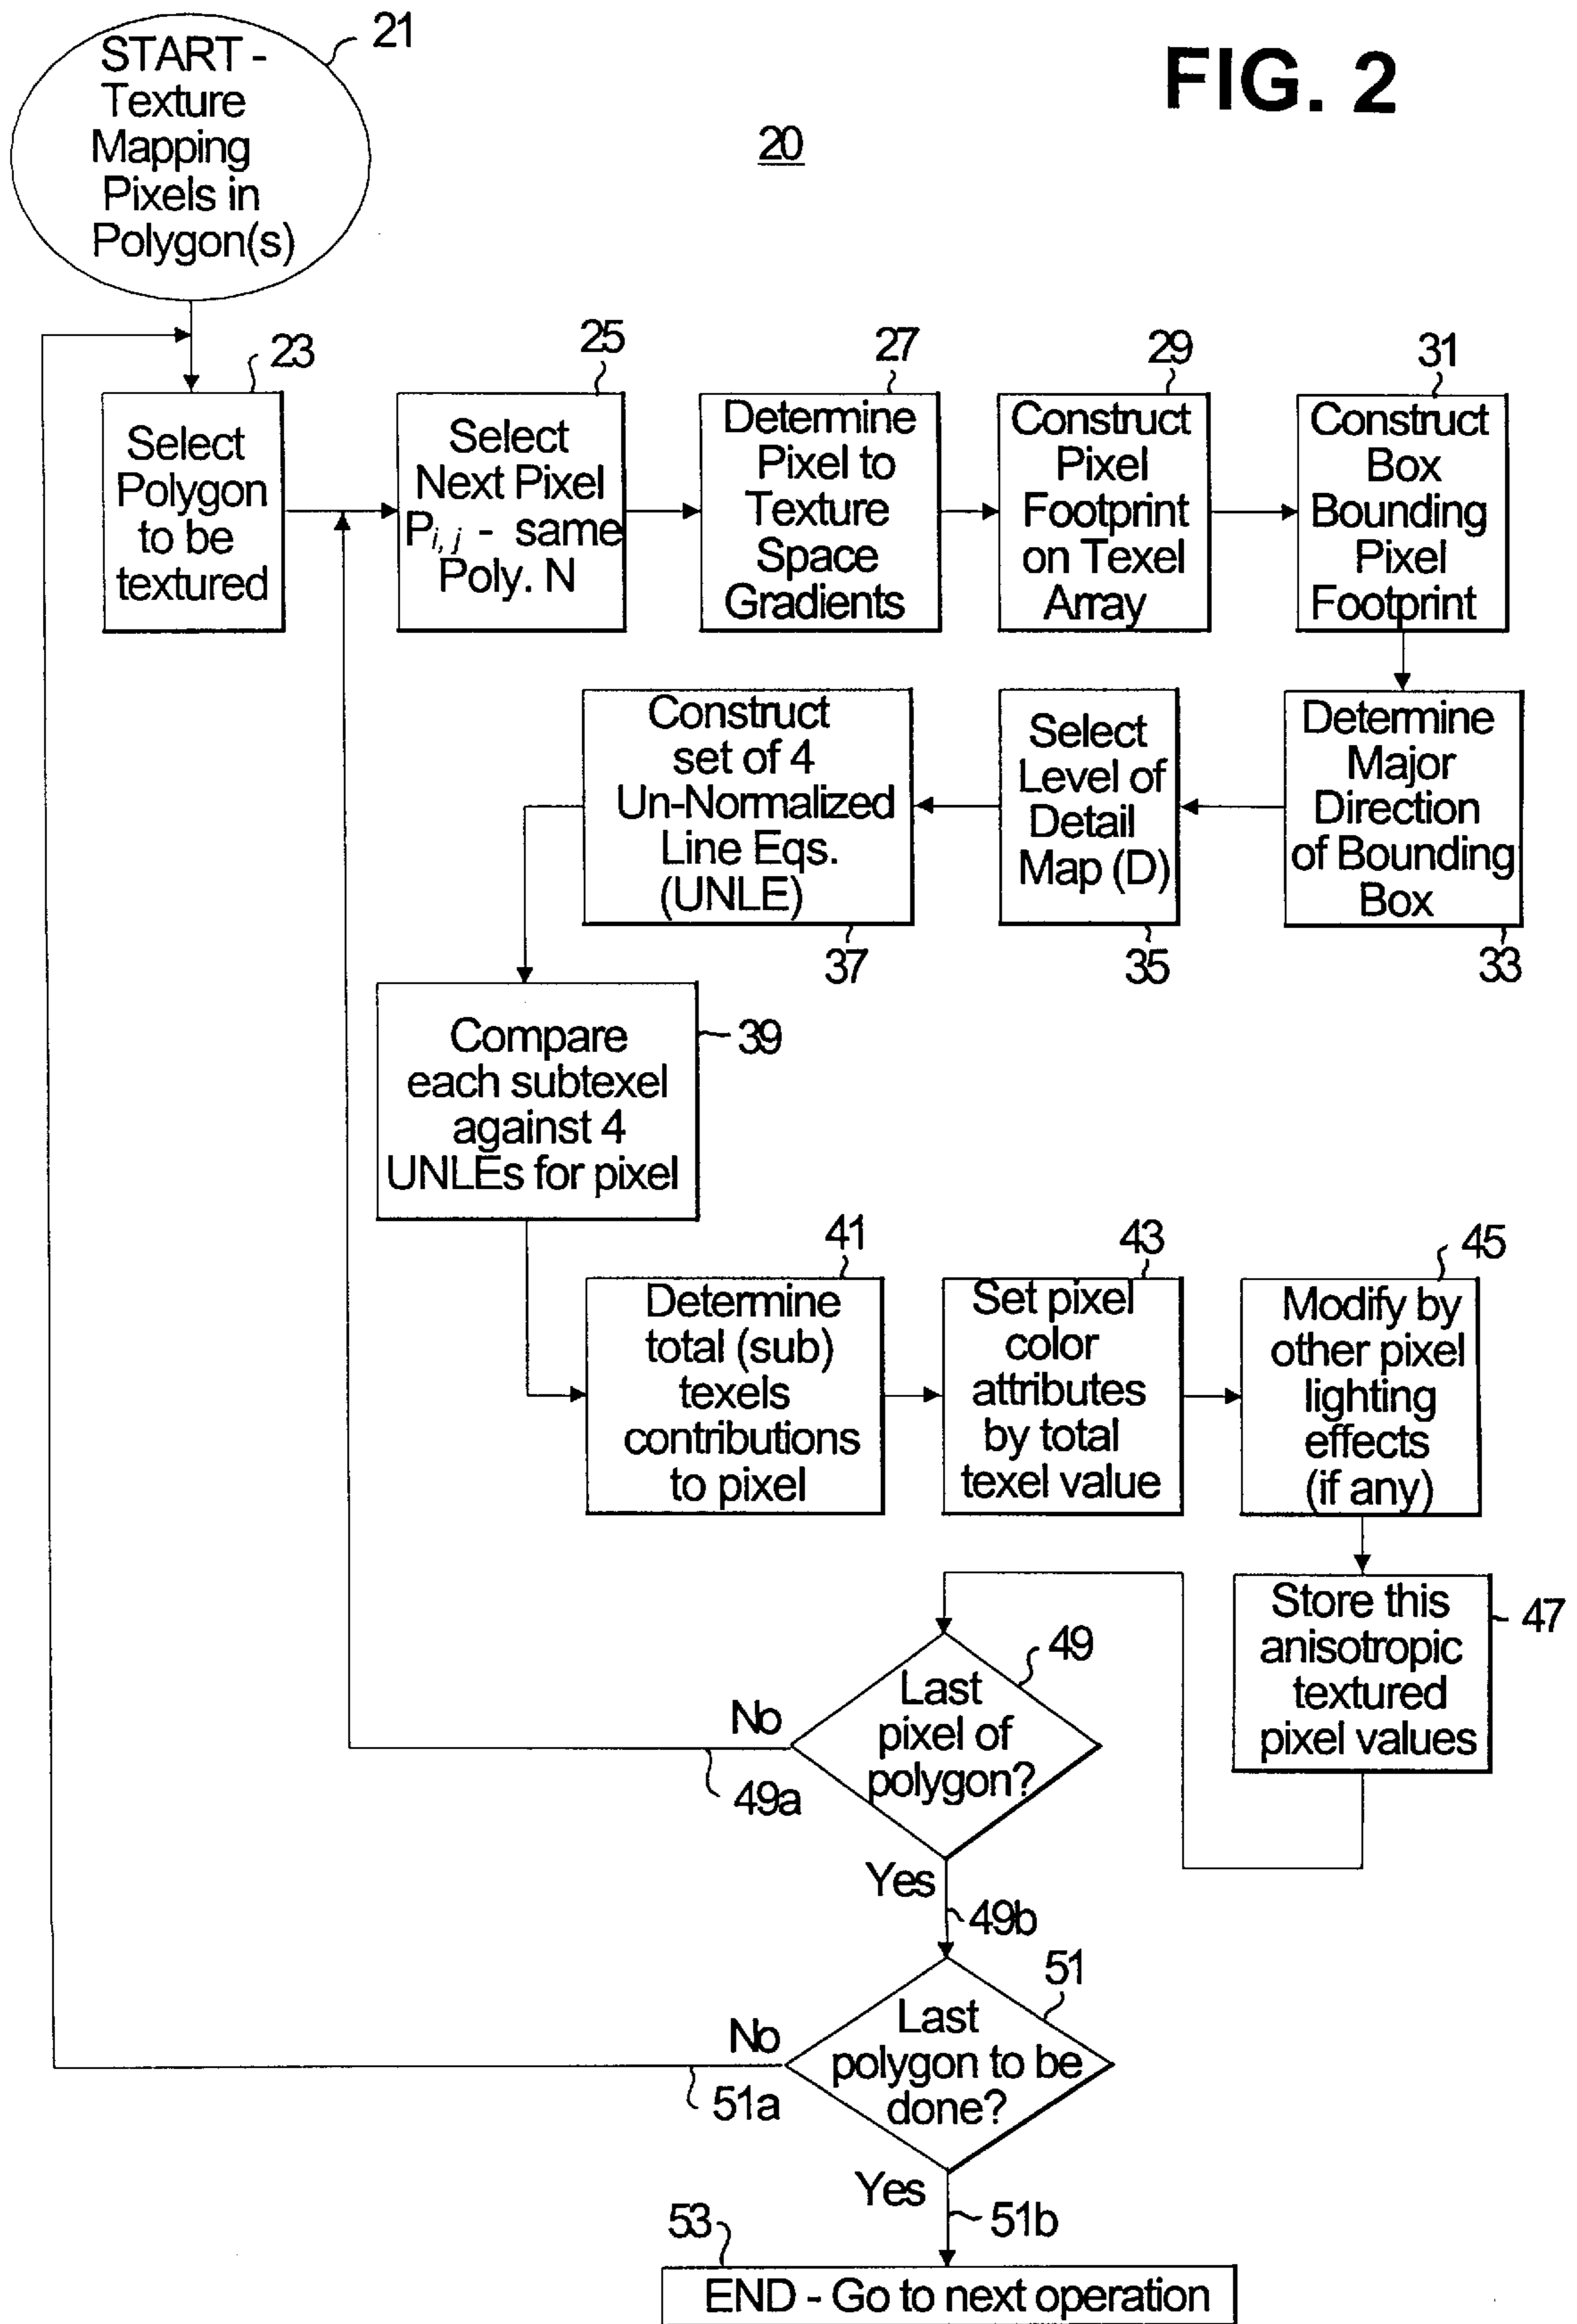 FIG. 2
20
21
START -
Texture
Mapping
Pixels in
Polygon(s)
23
Select
Polygon
to be
textured
25
Select
Next Pixel
Pi, j - same
Poly. N
27
Determine
Pixel to
Texture
Space
Gradients
29
Construct
Pixel
Footprint
on Texel
Array
31
Construct
Box
Bounding
Pixel
Footprint
Determine
Major
Direction
of Bounding
Box
33
Select
Level of
Detail
Map (D)
35
Construct
set of 4
Un-Normalized
Line Eqs.
(UNLE)
37
Compare
each subtexel
against 4
UNLEs for pixel
39
41
Determine
total (sub)
texels
contributions
to pixel
43
Set pixel
color
attributes
by total
texel value
45
Modify by
other pixel
lighting
effects
(if any)
Store this
anisotropic
textured
pixel values
47
49
Last
pixel of
polygon?
No
49a
Yes
49b
51
Last
polygon to be
done?
No
51a
Yes
51b
53
END - Go to next operation